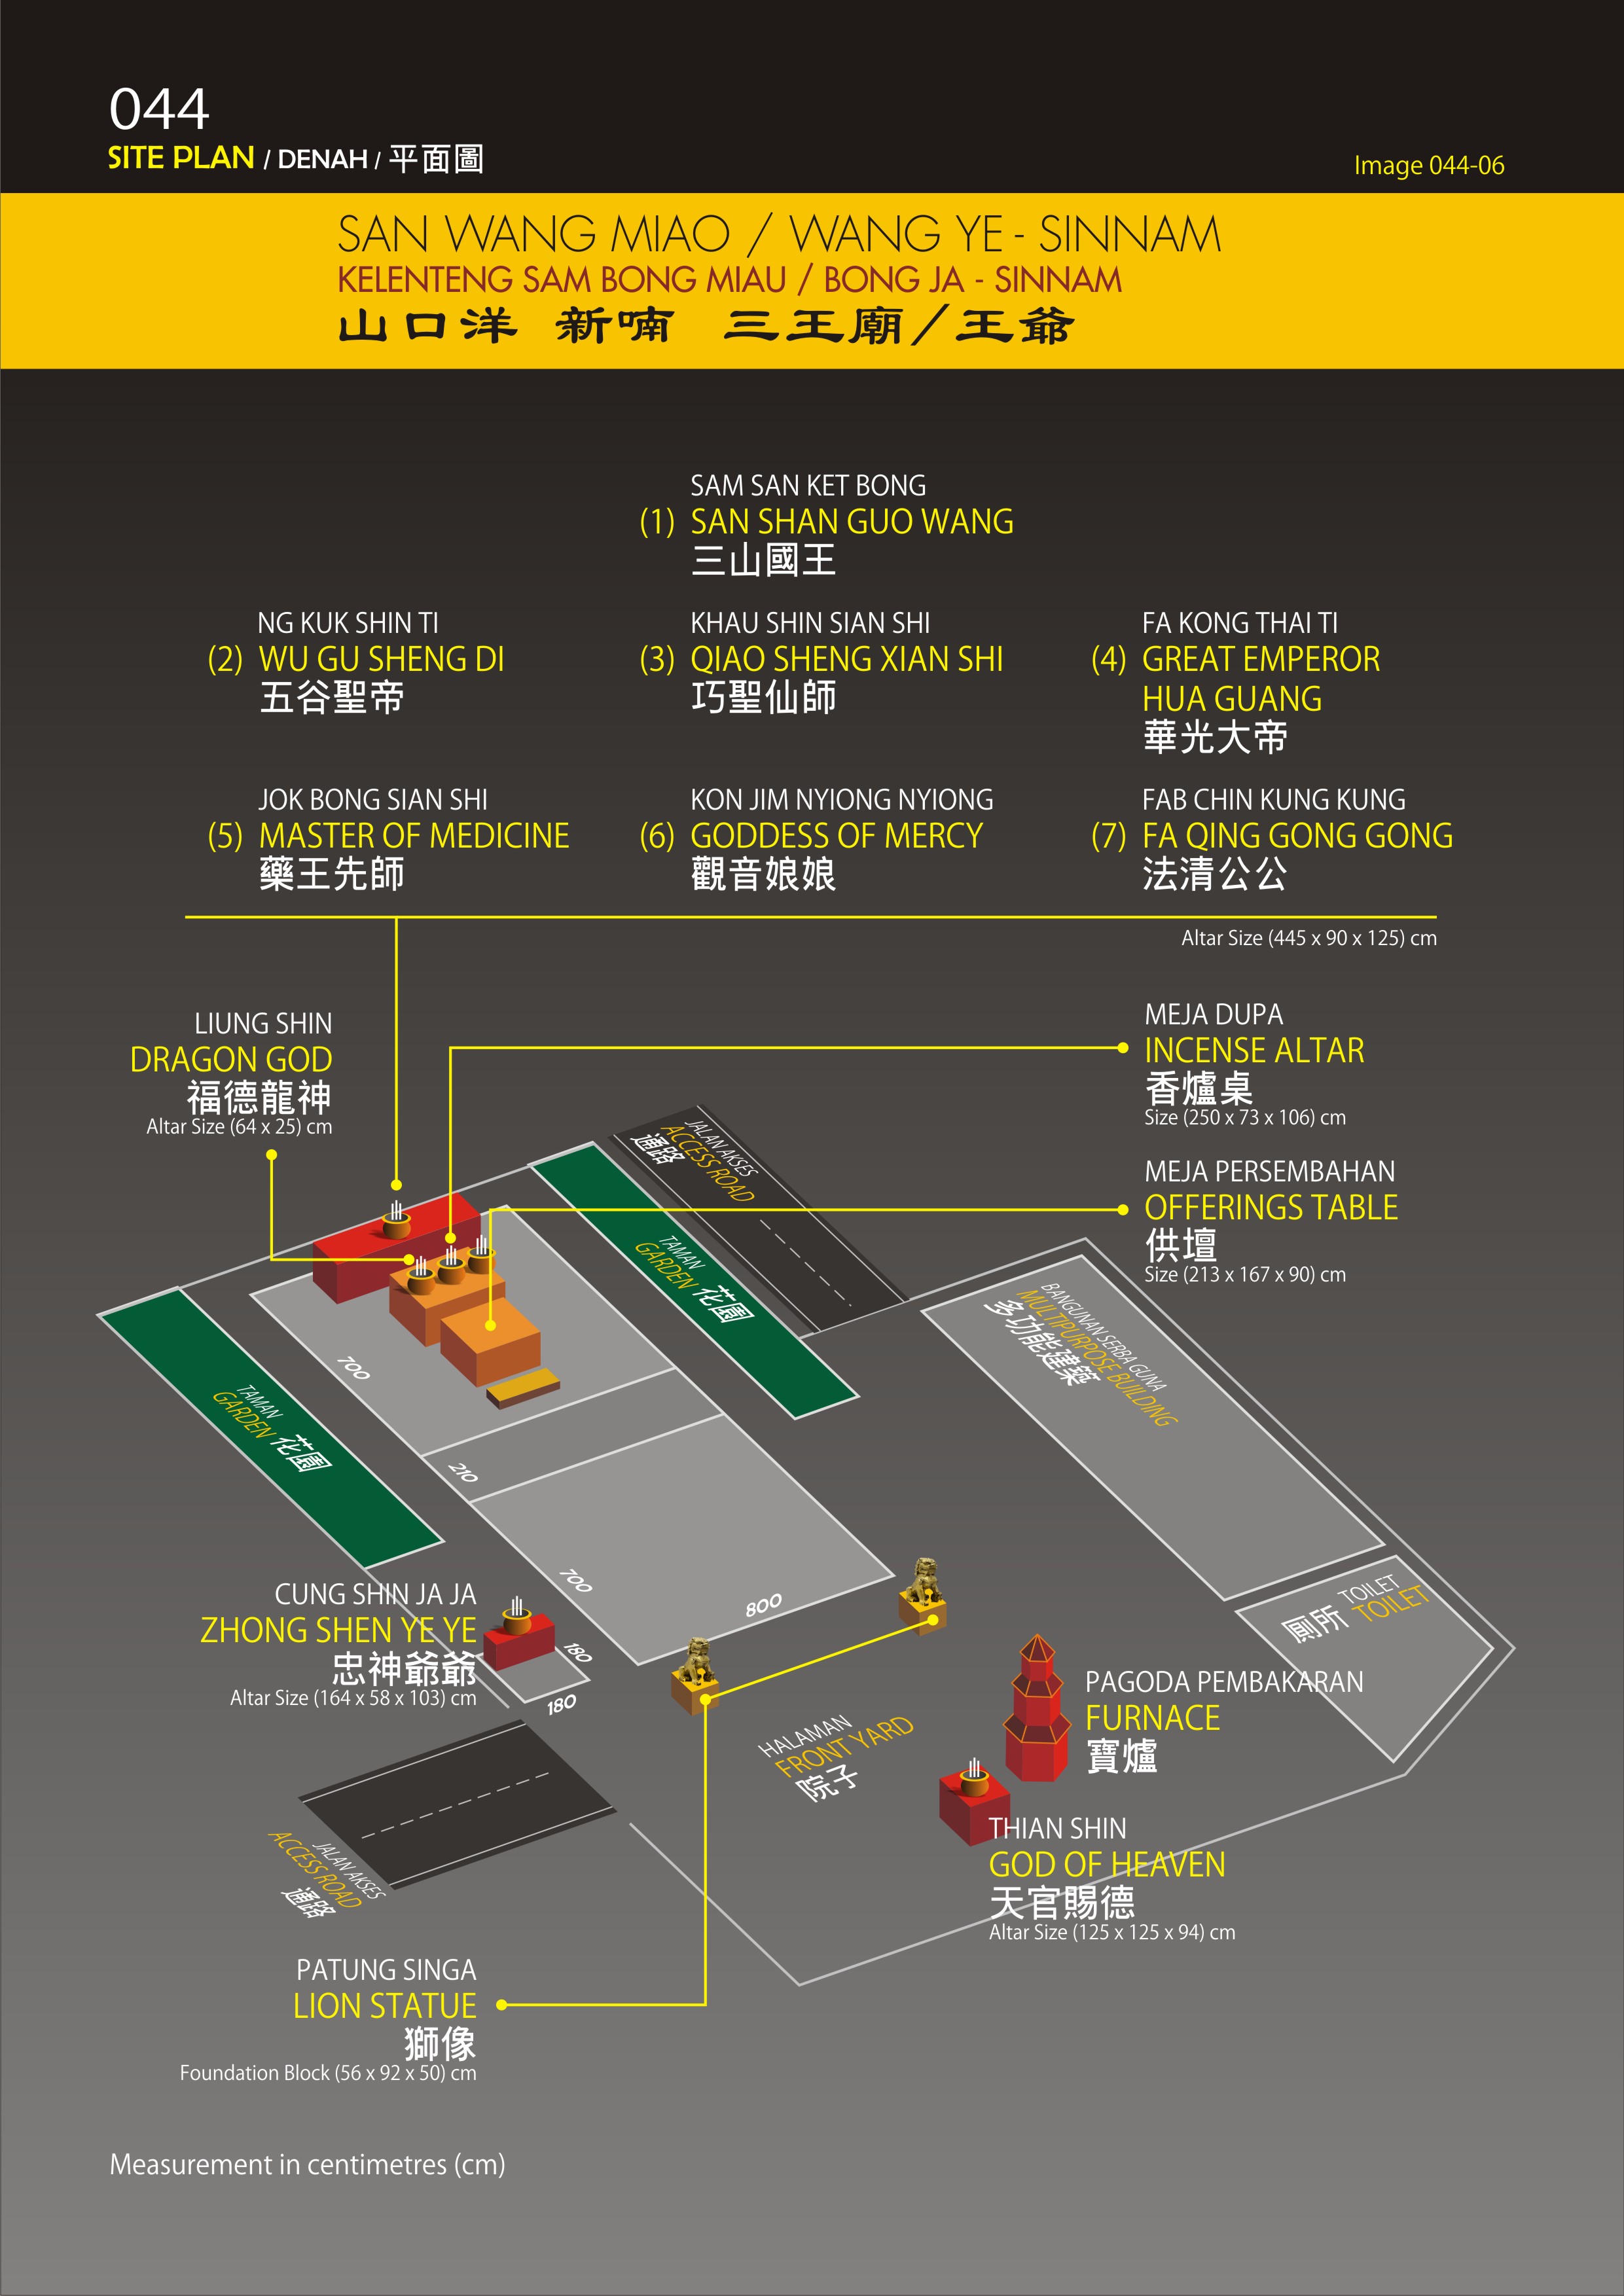 044
SITE PLAN / DENAH / 平面圖
Image 044-06
SAN WANG MIAO / WANG YE - SINNAM
KELENTENG SAM BONG MIAU / BONG JA - SINNAM
山口洋 新喃 三王廟/王爺
SAM SAN KET BONG
(1) SAN SHAN GUO WANG
三山國王
NG KUK SHIN TI
(2) WU GU SHENG DI
五谷聖帝
KHAU SHIN SIAN SHI
(3) QIAO SHENG XIAN SHI
巧聖仙師
FA KONG THAI TI
(4) GREAT EMPEROR
HUA GUANG
華光大帝
JOK BONG SIAN SHI
(5) MASTER OF MEDICINE
藥王先師
KON JIM NYIONG NYIONG
(6) GODDESS OF MERCY
觀音娘娘
FAB CHIN KUNG KUNG
(7) FA QING GONG GONG
法清公公
Altar Size (445 x 90 x 125) cm
LIUNG SHIN
DRAGON GOD
福德龍神
Altar Size (64 x 25) cm
MEJA DUPA
INCENSE ALTAR
香爐桌
Size (250 x 73 x 106) cm
MEJA PERSEMBAHAN
OFFERINGS TABLE
供壇
Size (213 x 167 x 90) cm
JALAN AKSES
ACCESS ROAD
通路
TAMAN
GARDEN
花園
BANGUNAN SERBA GUNA
MULTIPURPOSE BUILDING
多功能建築
700
TAMAN
GARDEN
花園
210
700
800
TOILET
TOILET
廁所
CUNG SHIN JA JA
ZHONG SHEN YE YE
忠神爺爺
Altar Size (164 x 58 x 103) cm
180
180
HALAMAN
FRONT YARD
院子
PAGODA PEMBAKARAN
FURNACE
寶爐
THIAN SHIN
GOD OF HEAVEN
天官賜德
Altar Size (125 x 125 x 94) cm
JALAN AKSES
ACCESS ROAD
通路
PATUNG SINGA
LION STATUE
獅像
Foundation Block (56 x 92 x 50) cm
Measurement in centimetres (cm)